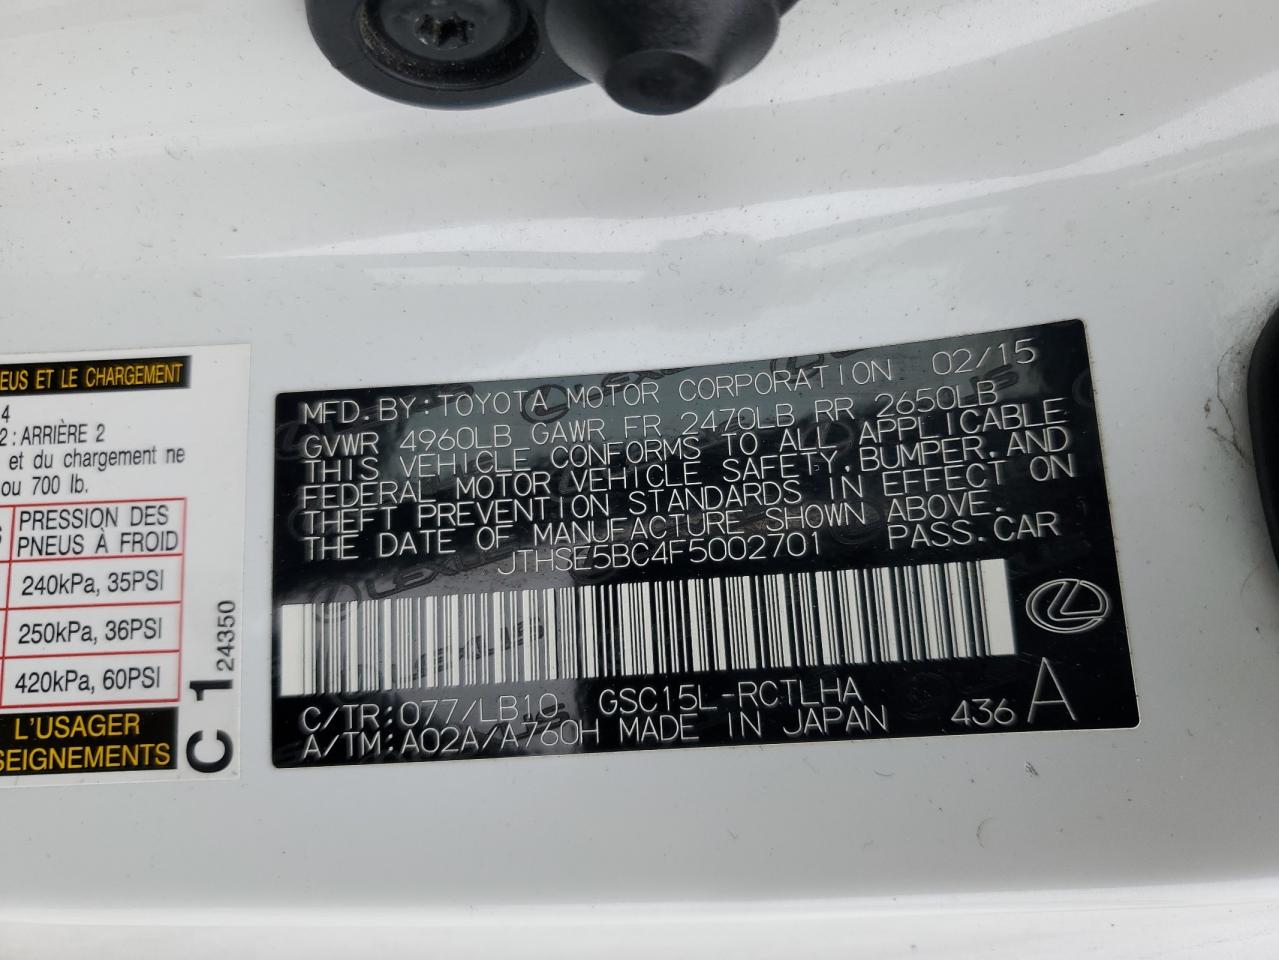 EUS ET LE CHARGEMENT
4
2 : ARRIÈRE 2
et du chargement ne
ou 700 lb.
PRESSION DES
PNEUS À FROID
240kPa, 35PSI
250kPa, 36PSI
420kPa, 60PSI
L'USAGER
SEIGNEMENTS
C 1 24350
MFD. BY: TOYOTA MOTOR CORPORATION 02/15
GVWR 4960LB GAWR FR 2470LB RR 2650LB
THIS VEHICLE CONFORMS TO ALL APPLICABLE
FEDERAL MOTOR VEHICLE SAFETY, BUMPER, AND
THEFT PREVENTION STANDARDS IN EFFECT ON
THE DATE OF MANUFACTURE SHOWN ABOVE.
JTHSE5BC4F5002701 PASS. CAR
C/TR: 077/LB10 GSC15L-RCTLHA
A/TM: A02A/A760H MADE IN JAPAN 436 A